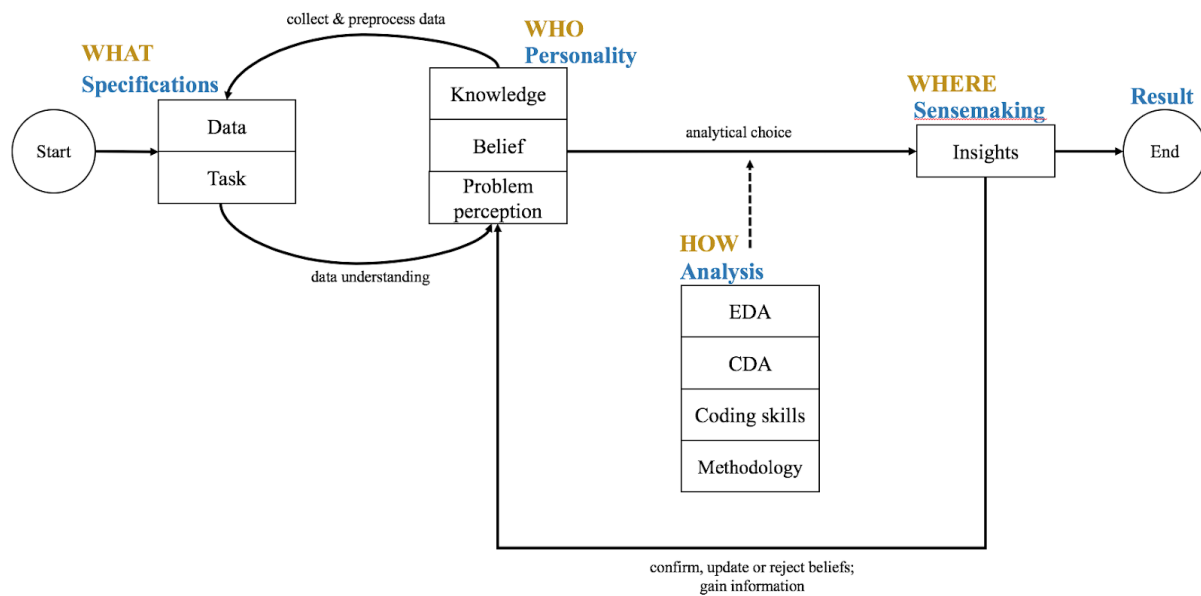 collect & preprocess data
WHAT
Specifications
WHO
Personality
Start
Data
Task
Knowledge
Belief
Problem
perception
data understanding
analytical choice
HOW
Analysis
EDA
CDA
Coding skills
Methodology
WHERE
Sensemaking
Insights
Result
End
confirm, update or reject beliefs;
gain information